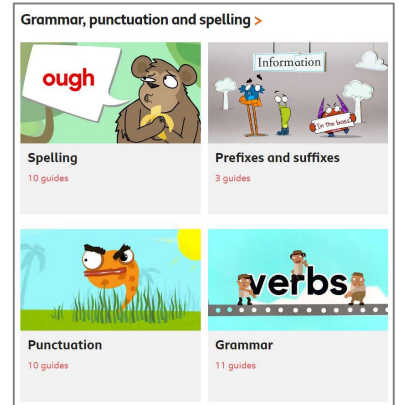 Grammar, punctuation and spelling >
ough
Information
In the boss
Spelling
Prefixes and suffixes
10 guides
3 guides
verbs
Punctuation
Grammar
10 guides
11 guides